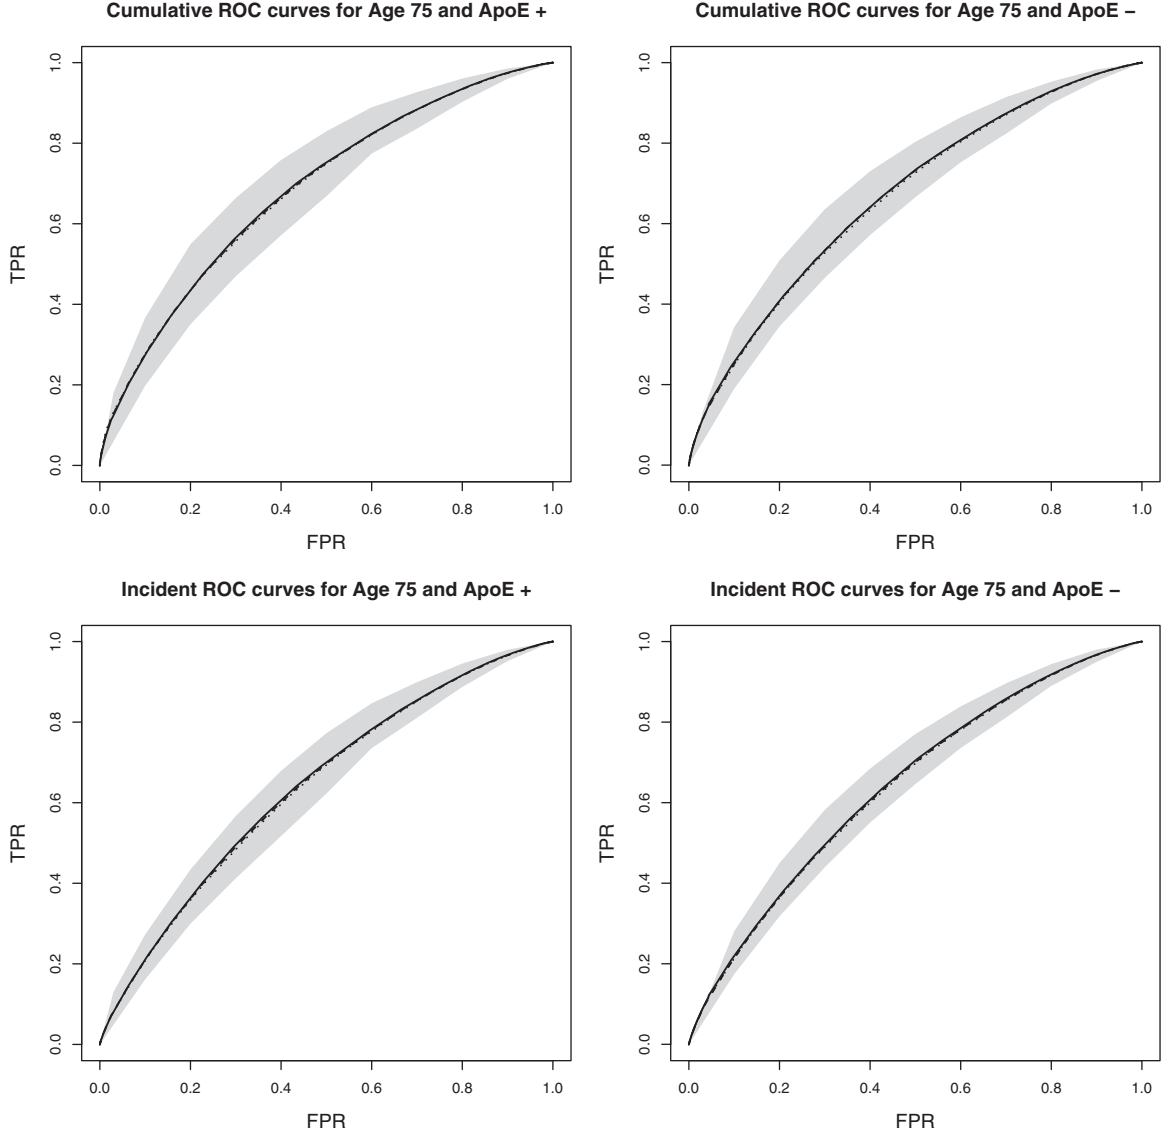 Cumulative ROC curves for Age 75 and ApoE +
1.0
0.8
0.6
0.4
0.2
0.0
TPR
0.0 0.2 0.4 0.6 0.8 1.0
FPR
Cumulative ROC curves for Age 75 and ApoE −
1.0
0.8
0.6
0.4
0.2
0.0
TPR
0.0 0.2 0.4 0.6 0.8 1.0
FPR
Incident ROC curves for Age 75 and ApoE +
1.0
0.8
0.6
0.4
0.2
0.0
TPR
0.0 0.2 0.4 0.6 0.8 1.0
FPR
Incident ROC curves for Age 75 and ApoE −
1.0
0.8
0.6
0.4
0.2
0.0
TPR
0.0 0.2 0.4 0.6 0.8 1.0
FPR